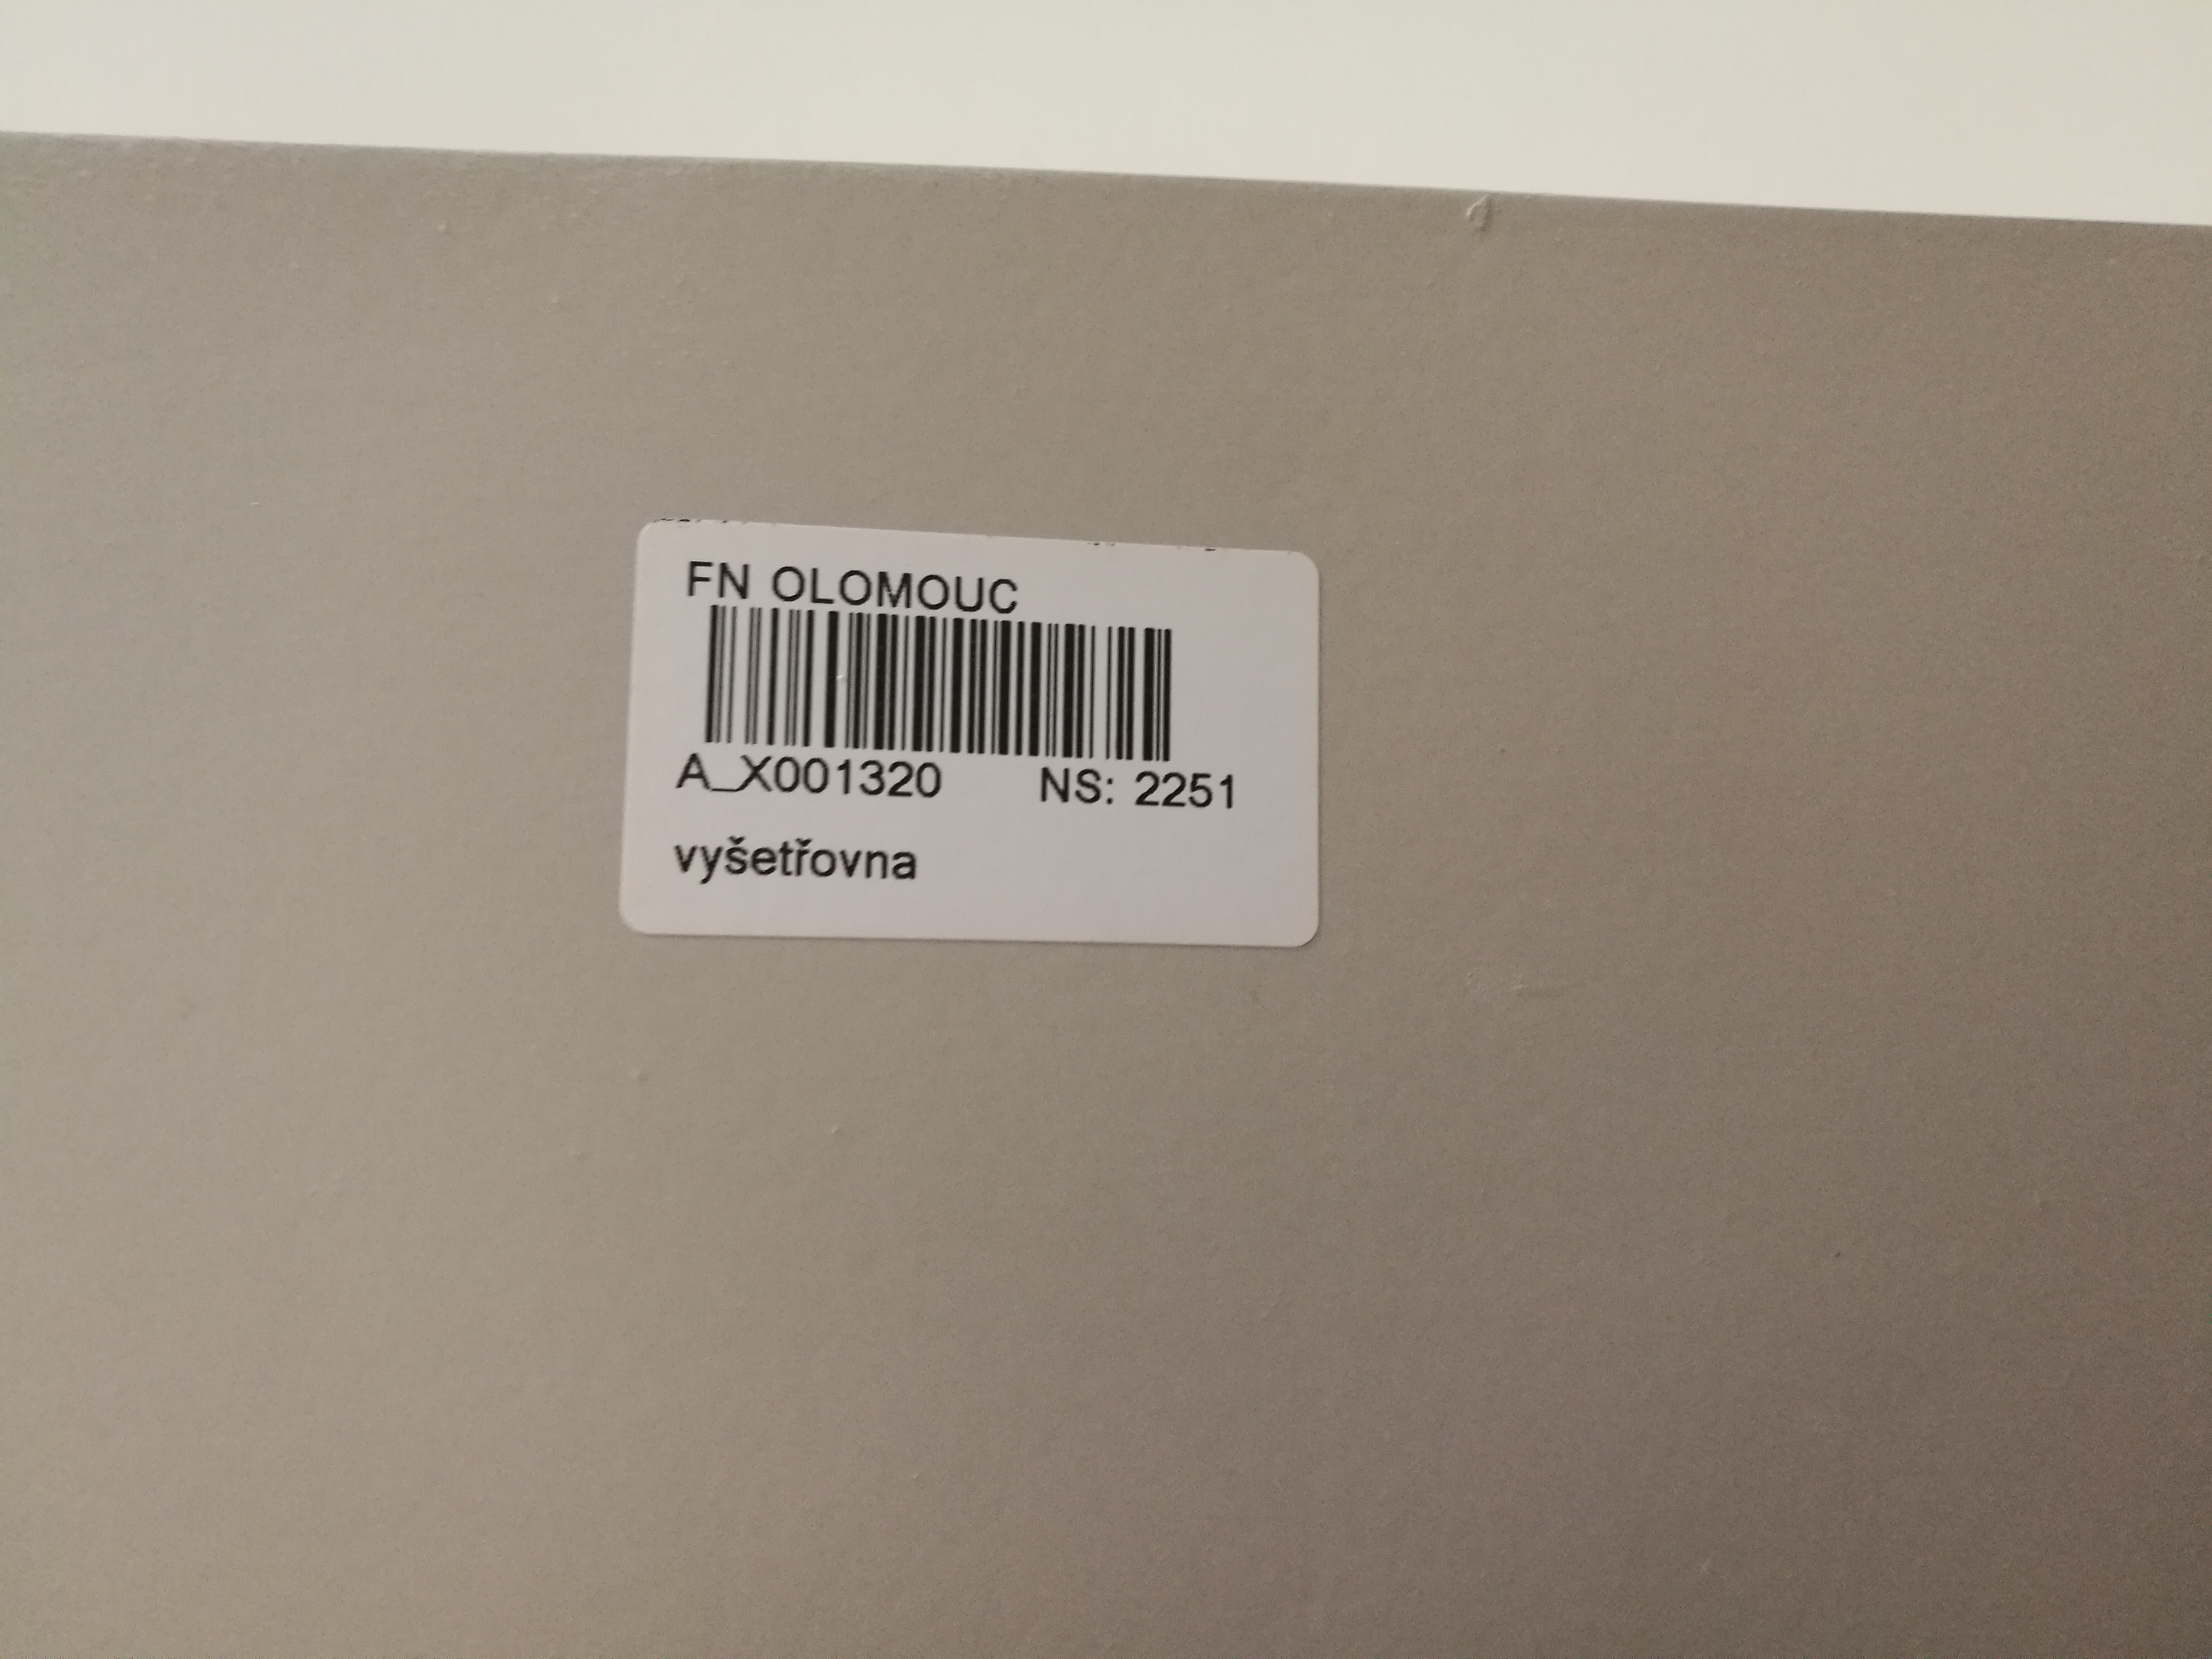 FN OLOMOUC
A_X001320 NS: 2251
vyšetřovna